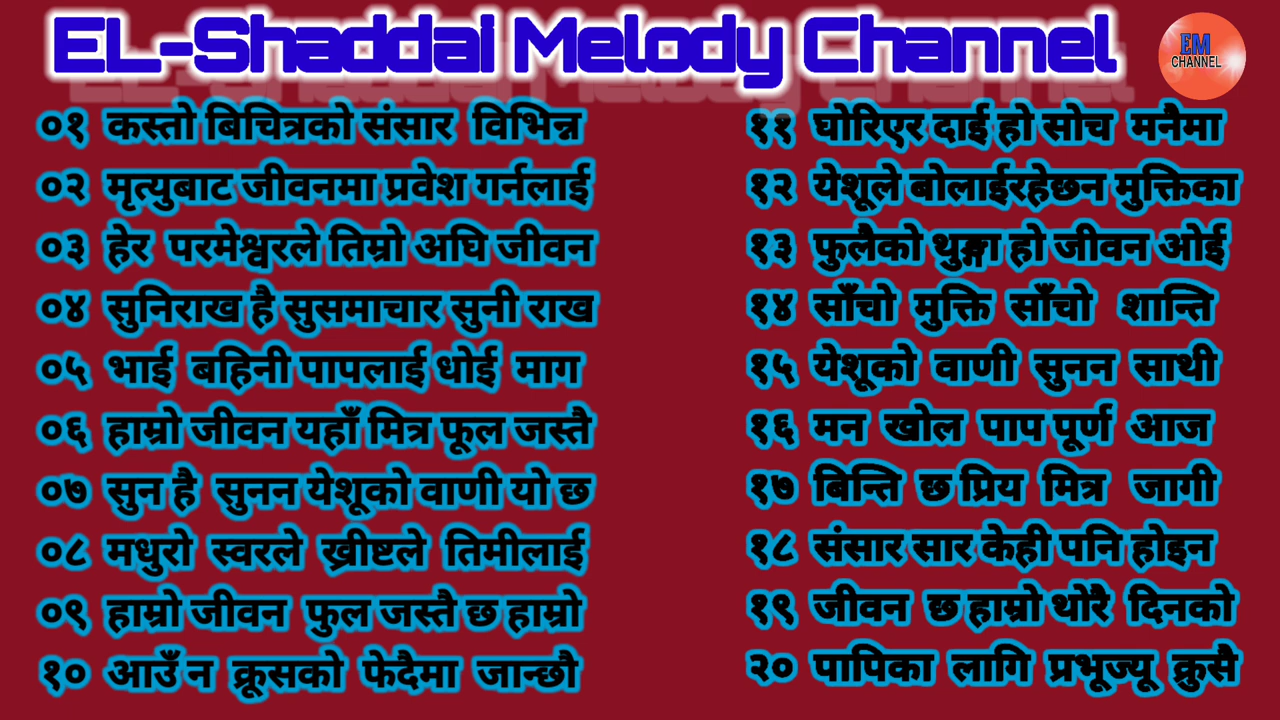 EL-Shaddai Melody Channel
EM
CHANNEL
०१ कस्तो बिचित्रको संसार विभिन्न
०२ मृत्युबाट जीवनमा प्रवेश गर्नलाई
०३ हेर परमेश्वरले तिम्रो अघि जीवन
०४ सुनिराख है सुसमाचार सुनी राख
०५ भाई बहिनी पापलाई धोई माग
०६ हाम्रो जीवन यहाँ मित्र फूल जस्तै
०७ सुन है सुनन येशूको वाणी यो छ
०८ मधुरो स्वरले ख्रीष्टले तिमीलाई
०९ हाम्रो जीवन फुल जस्तै छ हाम्रो
१० आउँ न क्रूसको फेदैमा जान्छौ
११ घोरिएर दाई हो सोच मनैमा
१२ येशूले बोलाईरहेछन मुक्तिका
१३ फुलैको थुङ्गा हो जीवन ओई
१४ साँचो मुक्ति साँचो शान्ति
१५ येशूको वाणी सुनन साथी
१६ मन खोल पाप पूर्ण आज
१७ बिन्ति छ प्रिय मित्र जागी
१८ संसार सार केही पनि होइन
१९ जीवन छ हाम्रो थोरै दिनको
२० पापिका लागि प्रभूज्यू क्रुसै